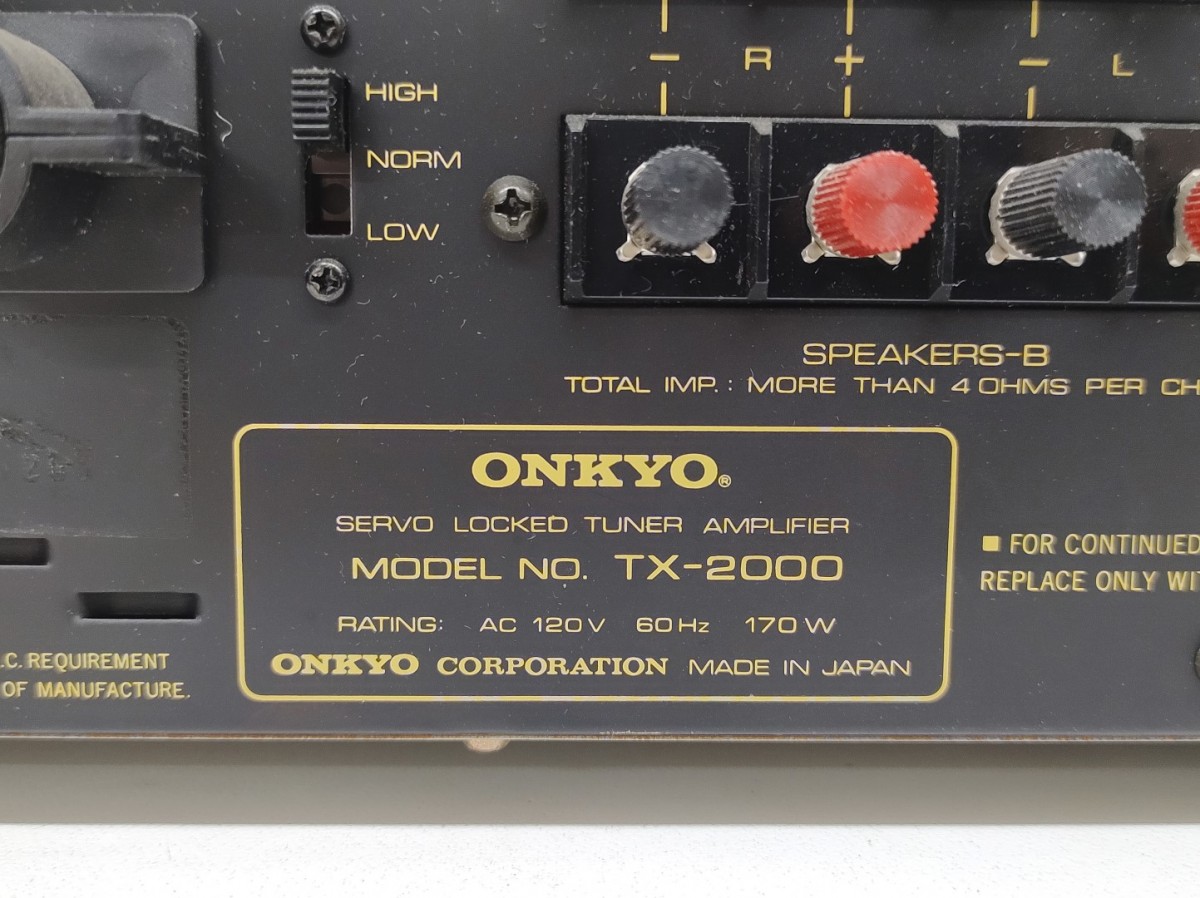 - R + - L
HIGH
NORM
LOW
SPEAKERS-B
TOTAL IMP. : MORE THAN 4 OHMS PER CH
ONKYO®
SERVO LOCKED TUNER AMPLIFIER
MODEL NO. TX-2000
RATING: AC 120V 60Hz 170W
ONKYO CORPORATION MADE IN JAPAN
■ FOR CONTINUED
REPLACE ONLY WIT
.C. REQUIREMENT
OF MANUFACTURE.